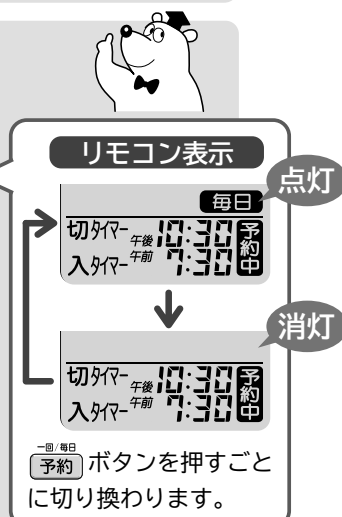 リモコン表示
点灯
毎日
切タイマー 午後 10:30 予約中
入タイマー 午前 7:30
消灯
切タイマー 午後 10:30 予約中
入タイマー 午前 7:30
一回/毎日
予約 ボタンを押すごと
に切り換わります。